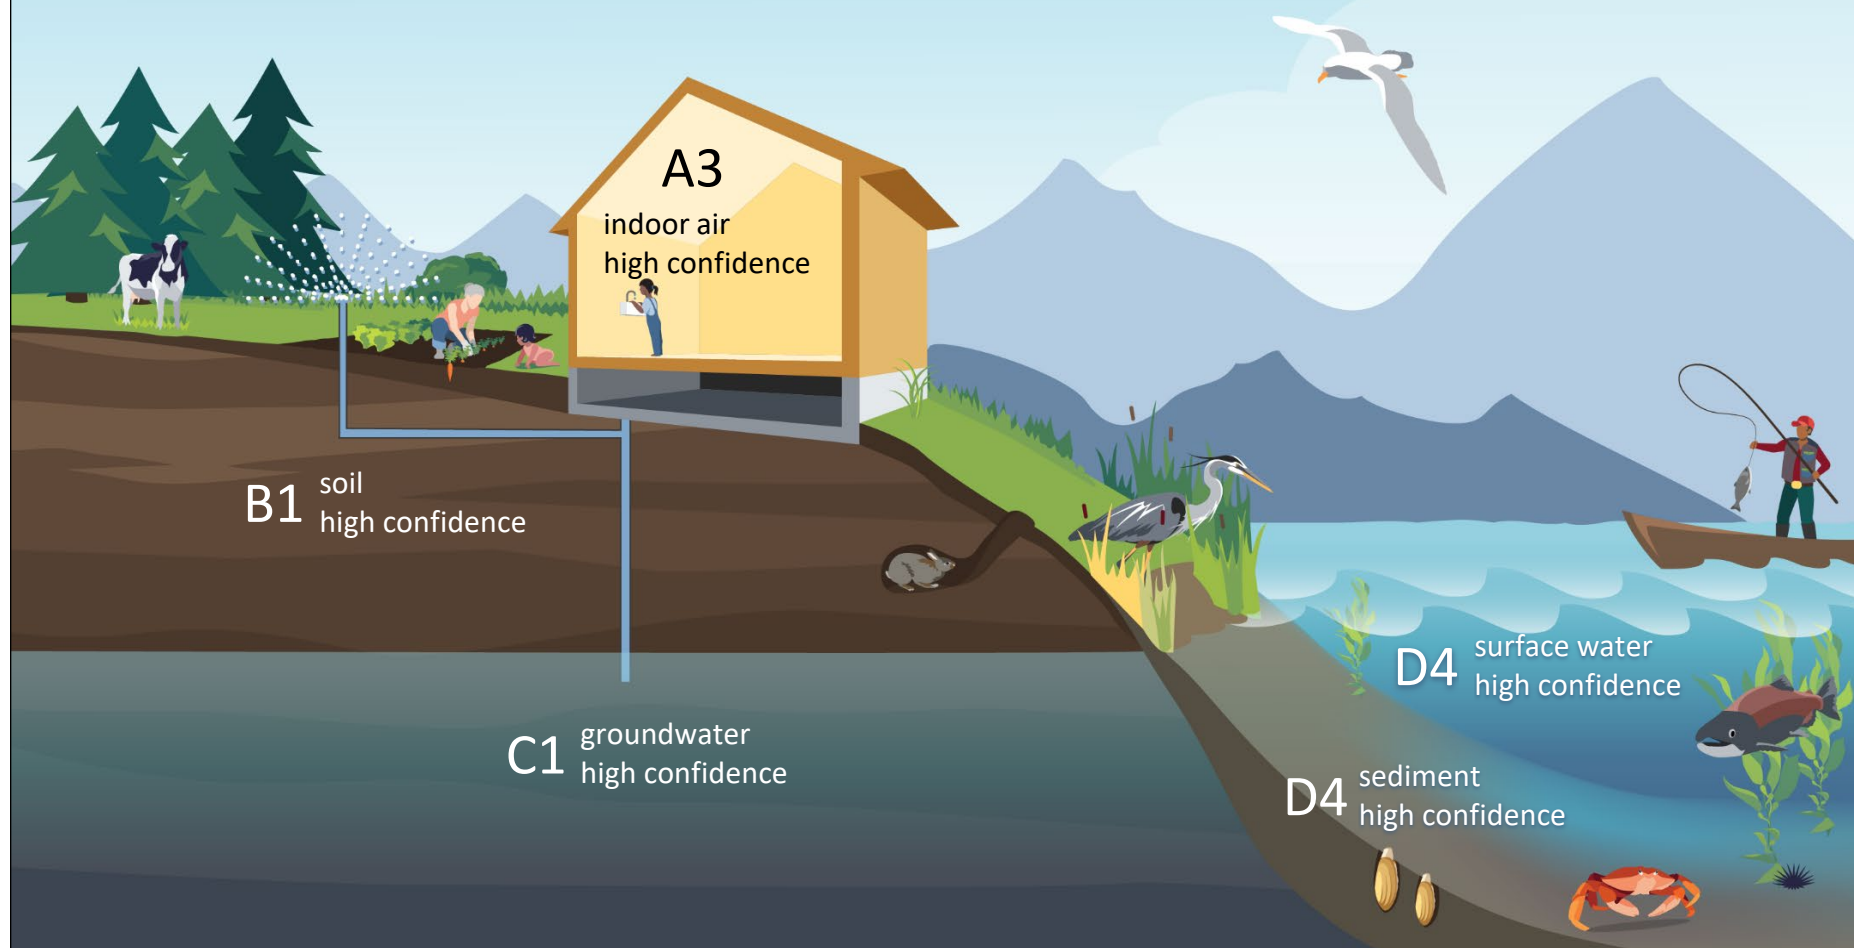 A3
indoor air
high confidence
B1
soil
high confidence
D4
surface water
high confidence
C1
groundwater
high confidence
D4
sediment
high confidence